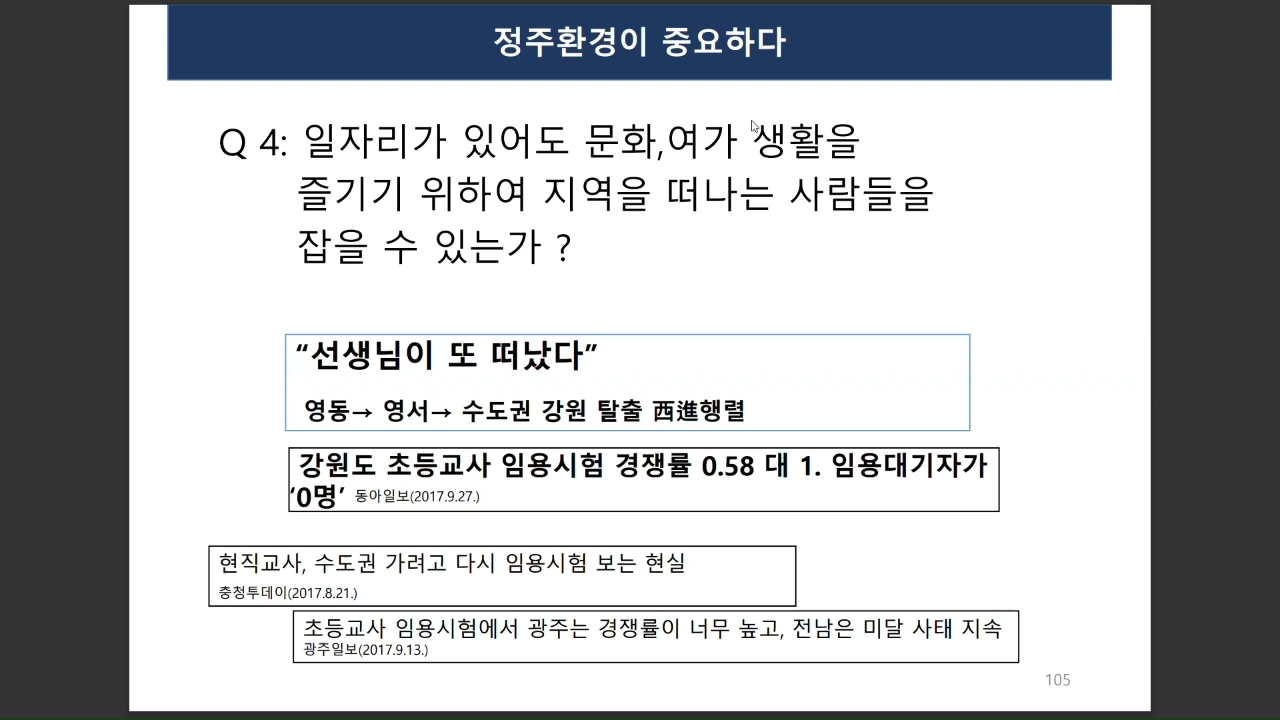 정주환경이 중요하다
Q 4: 일자리가 있어도 문화,여가 생활을
즐기기 위하여 지역을 떠나는 사람들을
잡을 수 있는가 ?
“선생님이 또 떠났다”
영동→ 영서→ 수도권 강원 탈출 西進행렬
강원도 초등교사 임용시험 경쟁률 0.58 대 1. 임용대기자가
‘0명’ 동아일보(2017.9.27.)
현직교사, 수도권 가려고 다시 임용시험 보는 현실
충청투데이(2017.8.21.)
초등교사 임용시험에서 광주는 경쟁률이 너무 높고, 전남은 미달 사태 지속
광주일보(2017.9.13.)
105